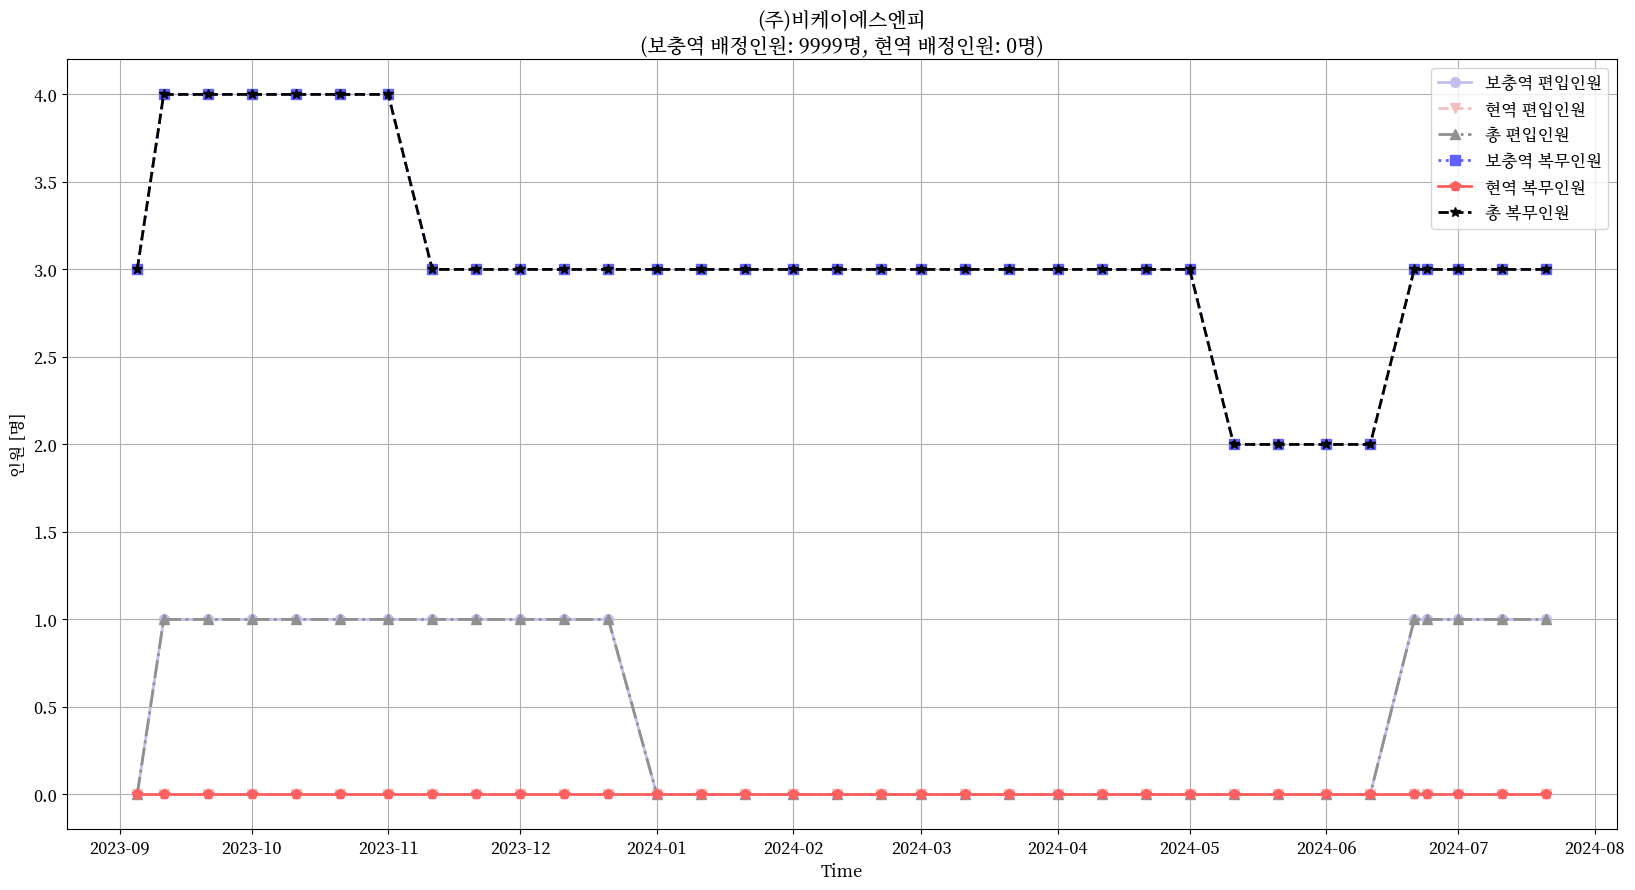 (주)비케이에스엔피
(보충역 배정인원: 9999명, 현역 배정인원: 0명)
보충역 편입인원
현역 편입인원
총 편입인원
보충역 복무인원
현역 복무인원
총 복무인원
인원 [명]
4.0
3.5
3.0
2.5
2.0
1.5
1.0
0.5
0.0
2023-09 2023-10 2023-11 2023-12 2024-01 2024-02 2024-03 2024-04 2024-05 2024-06 2024-07 2024-08
Time